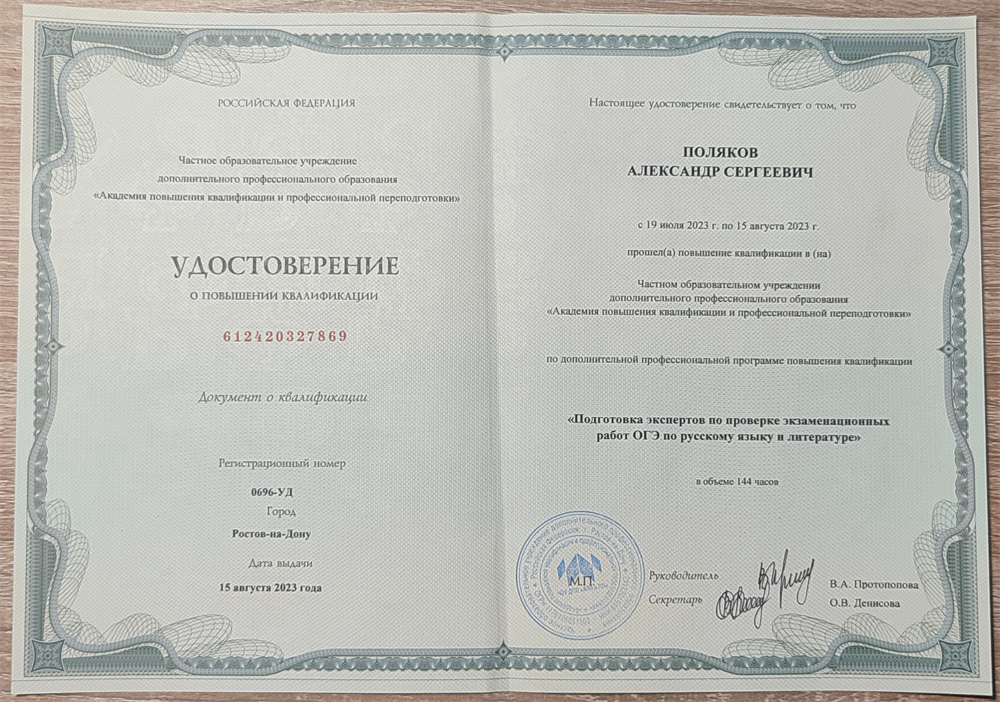 РОССИЙСКАЯ ФЕДЕРАЦИЯ
Частное образовательное учреждение
дополнительного профессионального образования
«Академия повышения квалификации и профессиональной переподготовки»
УДОСТОВЕРЕНИЕ
О ПОВЫШЕНИИ КВАЛИФИКАЦИИ
612420327869
Документ о квалификации
Регистрационный номер
0696-УД
Город
Ростов-на-Дону
Дата выдачи
15 августа 2023 года
Настоящее удостоверение свидетельствует о том, что
ПОЛЯКОВ
АЛЕКСАНДР СЕРГЕЕВИЧ
с 19 июля 2023 г. по 15 августа 2023 г.
прошел(а) повышение квалификации в (на)
Частном образовательном учреждении
дополнительного профессионального образования
«Академия повышения квалификации и профессиональной переподготовки»
по дополнительной профессиональной программе повышения квалификации
«Подготовка экспертов по проверке экзаменационных
работ ОГЭ по русскому языку и литературе»
в объеме 144 часов
М.П.
Руководитель
В.А. Протопопова
Секретарь
О.В. Денисова